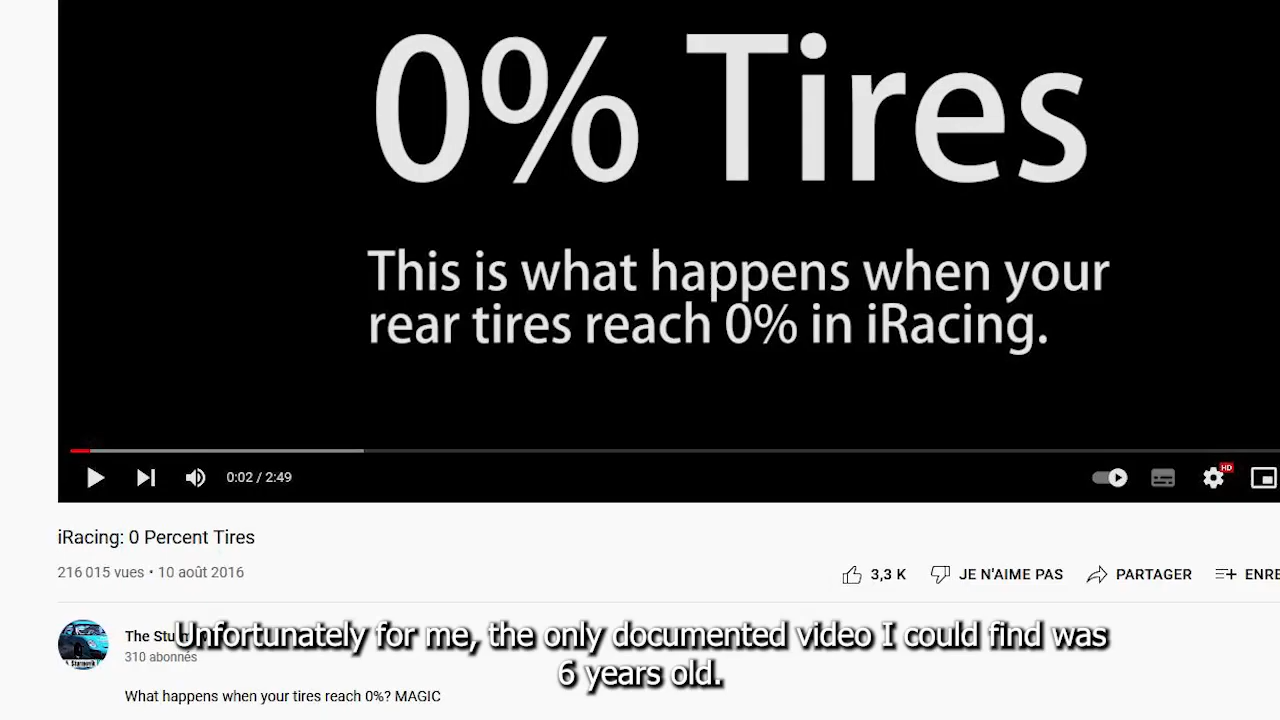 0% Tires
This is what happens when your
rear tires reach 0% in iRacing.
0:02 / 2:49
HD
iRacing: 0 Percent Tires
216 015 vues • 10 août 2016
3,3 K
JE N'AIME PAS
PARTAGER
ENRE
The Stu
310 abonnés
Unfortunately for me, the only documented video I could find was
6 years old.
What happens when your tires reach 0%? MAGIC